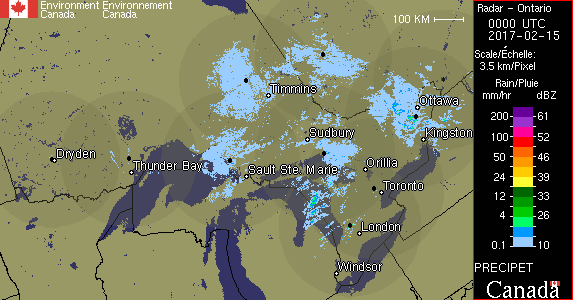 Environment Environnement
Canada Canada
100 KM
Timmins
Ottawa
Kingston
Sudbury
Dryden
Thunder Bay
Sault Ste. Marie
Orillia
Toronto
London
Windsor
Radar - Ontario
0000 UTC
2017-02-15
Scale/Échelle:
3.5 km/Pixel
Rain/Pluie
mm/hr dBZ
200 61
100 52
50 46
24 39
12 33
4 26
0.1 10
PRECIPET
Canada